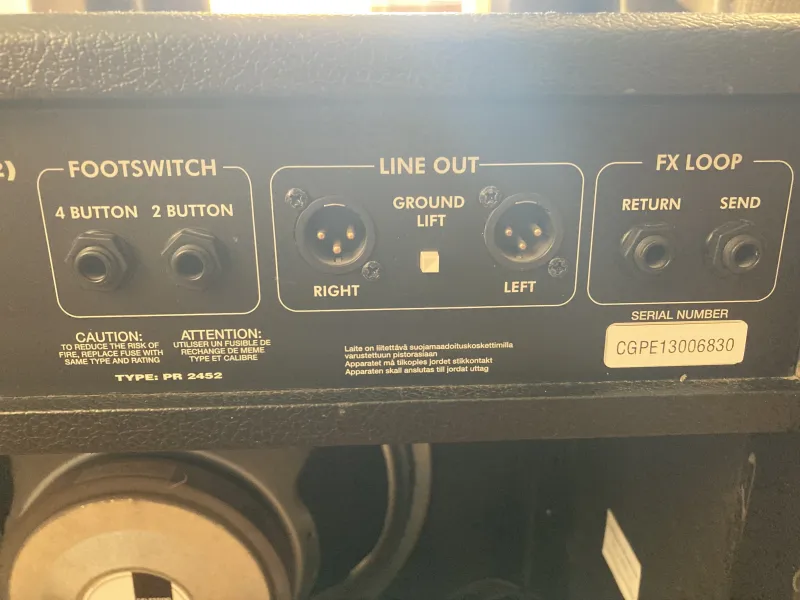 2)
FOOTSWITCH
4 BUTTON 2 BUTTON
LINE OUT
GROUND
LIFT
RIGHT
LEFT
FX LOOP
RETURN
SEND
CAUTION:
TO REDUCE THE RISK OF
FIRE, REPLACE FUSE WITH
SAME TYPE AND RATING
ATTENTION:
UTILISER UN FUSIBLE DE
RECHANGE DE MEME
TYPE ET CALIBRE
TYPE: PR 2452
Laite on liitettävä suojamaadoituskoskettimilla
varustettuun pistorasiaan
Apparatet må tilkoples jordet stikkontakt
Apparaten skall anslutas till jordat uttag
SERIAL NUMBER
CGPE13006830